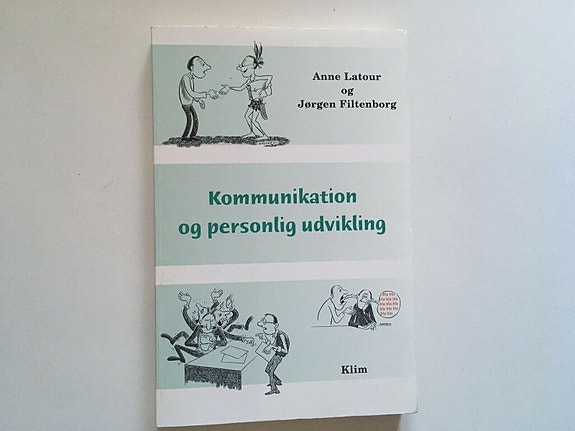 Anne Latour
og
Jørgen Filtenborg
Kommunikation
og personlig udvikling
Klim